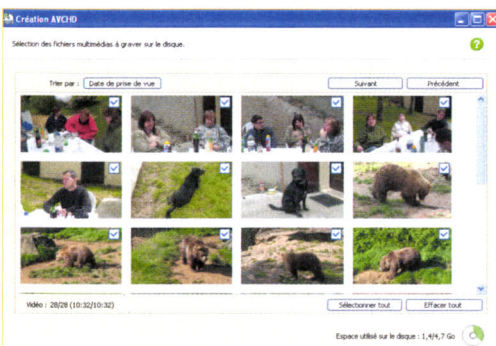 Création AVCHD
Sélection des fichiers multimédias à graver sur le disque.
Trier par : Date de prise de vue Suivant Précédent
Vidéo : 28/28 (10:32/10:32) Sélectionner tout Effacer tout
Espace utilisé sur le disque : 1,4/4,7 Go